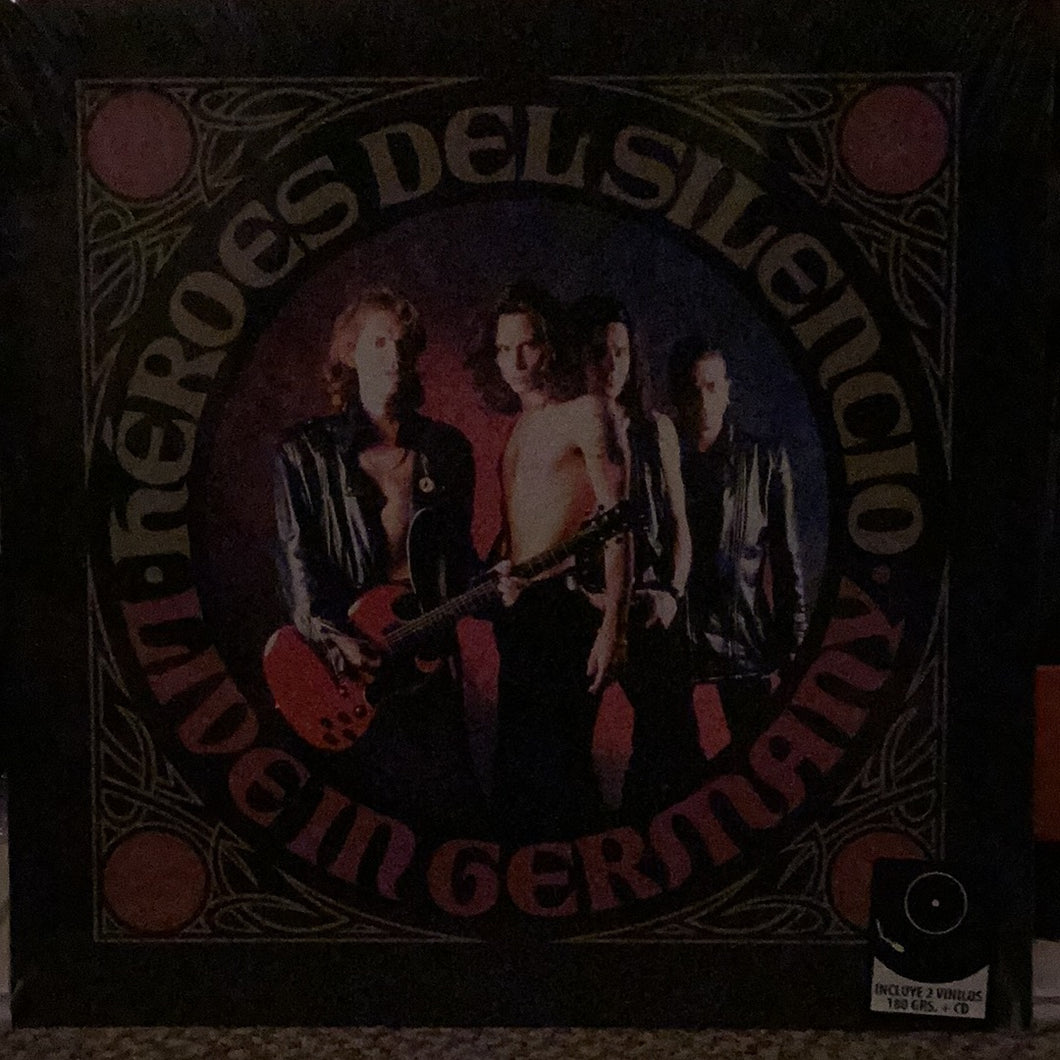 HÉROES DEL SILENCIO
LIVE IN GERMANY
INCLUYE 2 VINILOS
180 GRS. + CD